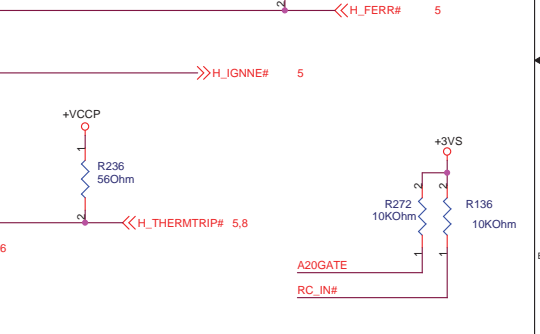 2
H_FERR# 5
H_IGNNE# 5
+VCCP
1
R236
56Ohm
2
H_THERMTRIP# 5,8
6
+3VS
2 2
R272 R136
10KOhm 10KOhm
1 1
A20GATE
RC_IN#